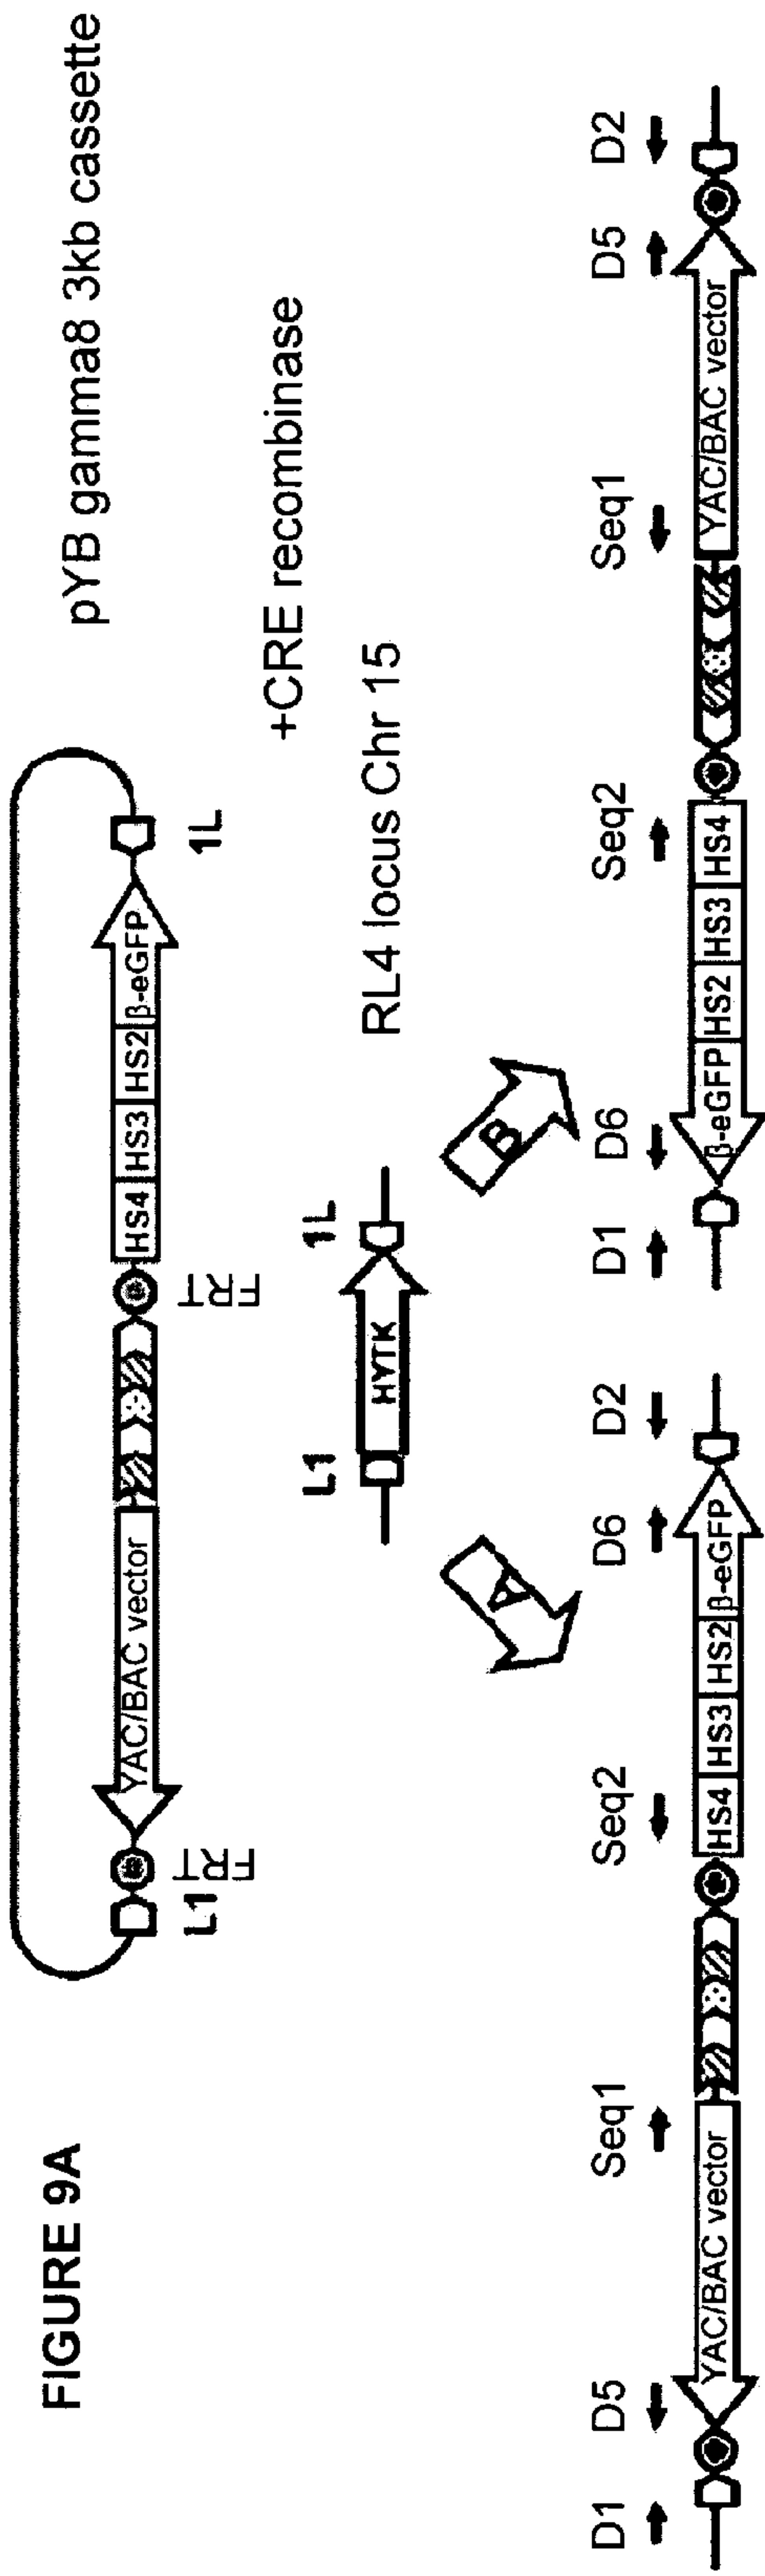 FIGURE 9A
pYB gamma8 3kb cassette
YAC/BAC vector HS4 HS3 HS2 β-eGFP
L1 FRT FRT 1L
+CRE recombinase
L1 HYTK 1L RL4 locus Chr 15
A B
D1 D5 Seq1 Seq2 D6 D2 D1 D6 Seq2 Seq1 D5 D2
YAC/BAC vector HS4 HS3 HS2 β-eGFP β-eGFP HS2 HS3 HS4 YAC/BAC vector